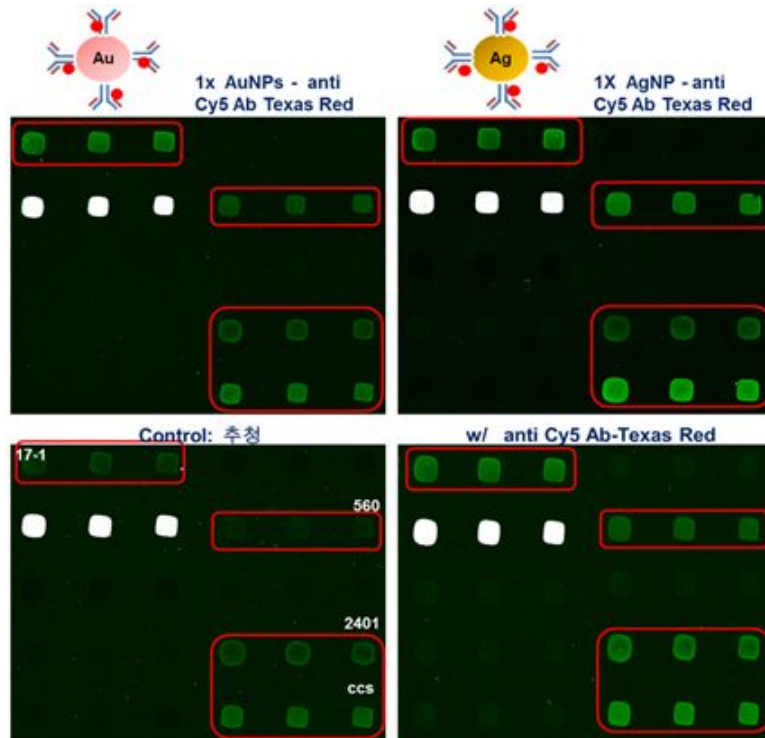 Au
1x AuNPs - anti
Cy5 Ab Texas Red
Ag
1X AgNP - anti
Cy5 Ab Texas Red
Control: 추청
17-1
560
2401
ccs
w/ anti Cy5 Ab-Texas Red